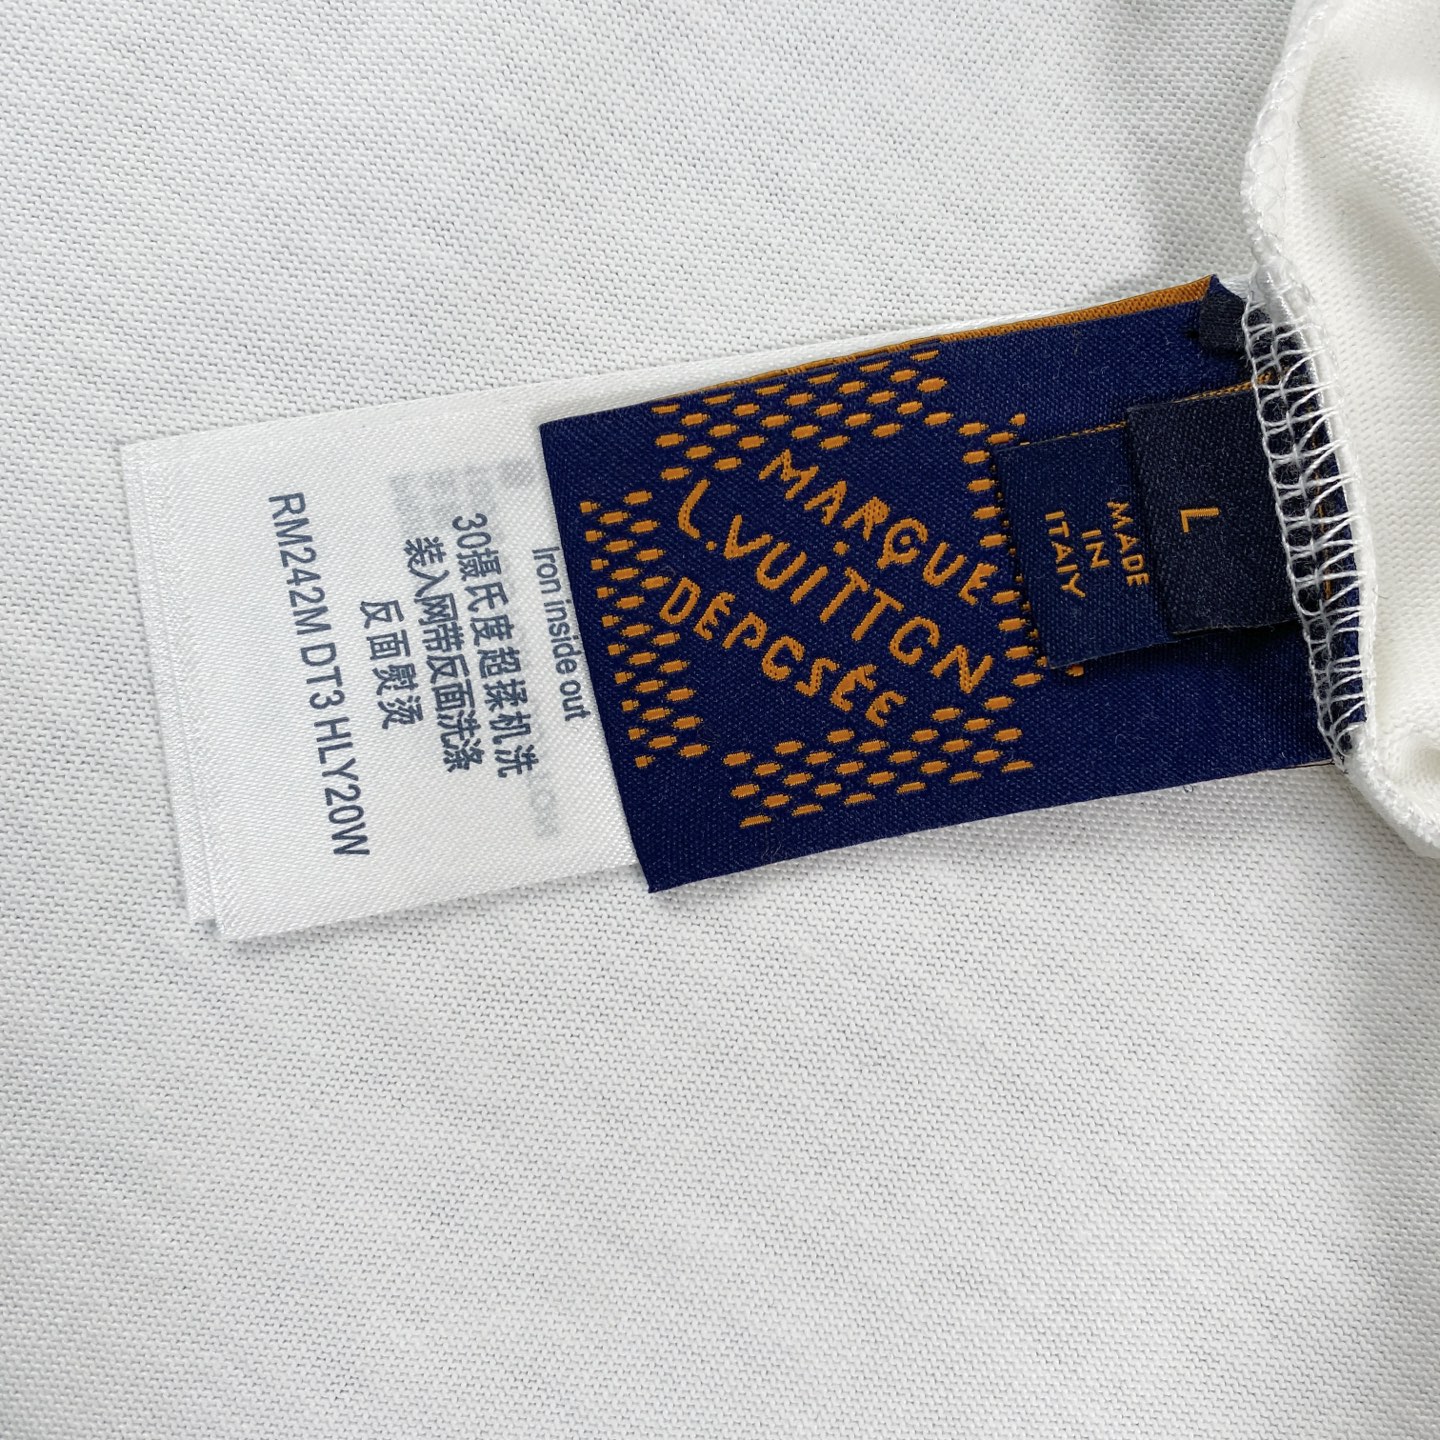 Iron inside out
30摄氏度超揉机洗
装入网带反面洗涤
反面熨烫
RM242M DT3 HLY20W
MARQUE
L.VUITTON
DÉPOSÉE
MADE
IN
ITALY
L